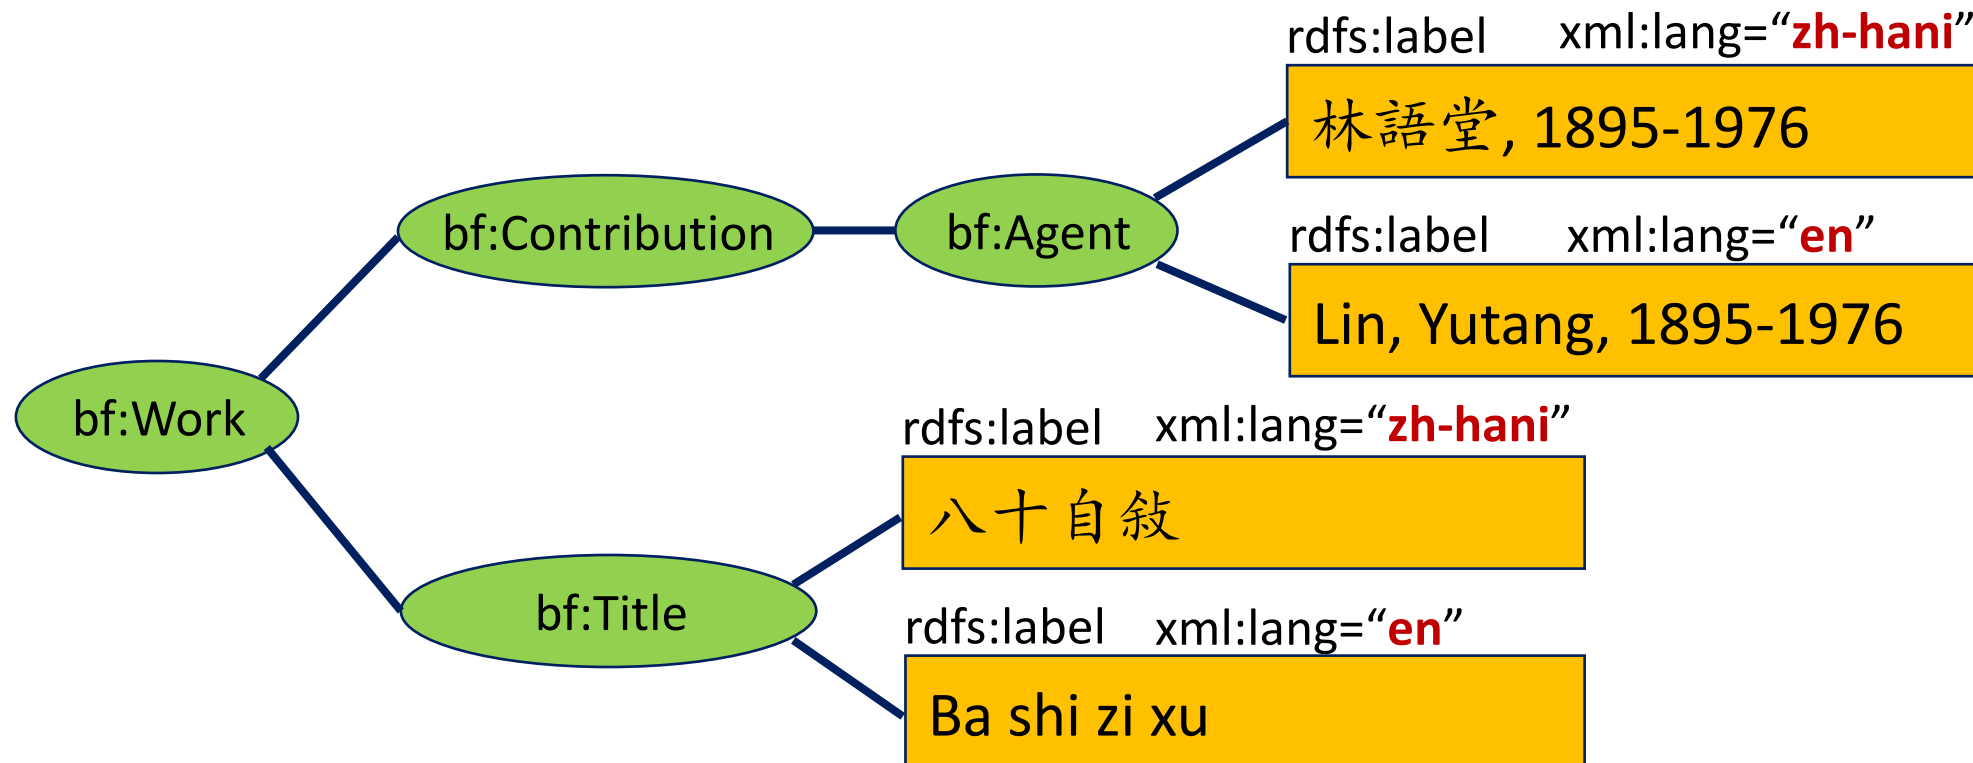 rdfs:label xml:lang=“zh-hani”
林語堂, 1895-1976
bf:Contribution bf:Agent
rdfs:label xml:lang=“en”
Lin, Yutang, 1895-1976
bf:Work
rdfs:label xml:lang=“zh-hani”
八十自敍
bf:Title
rdfs:label xml:lang=“en”
Ba shi zi xu